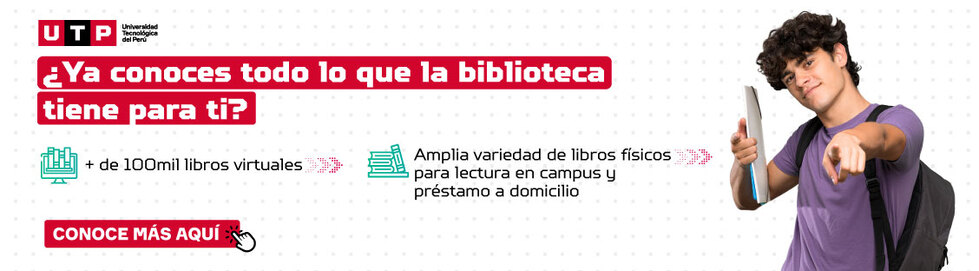 UTP
Universidad
Tecnológica
del Perú
¿Ya conoces todo lo que la biblioteca
tiene para ti?
+ de 100mil libros virtuales
Amplia variedad de libros físicos
para lectura en campus y
préstamo a domicilio
CONOCE MÁS AQUÍ